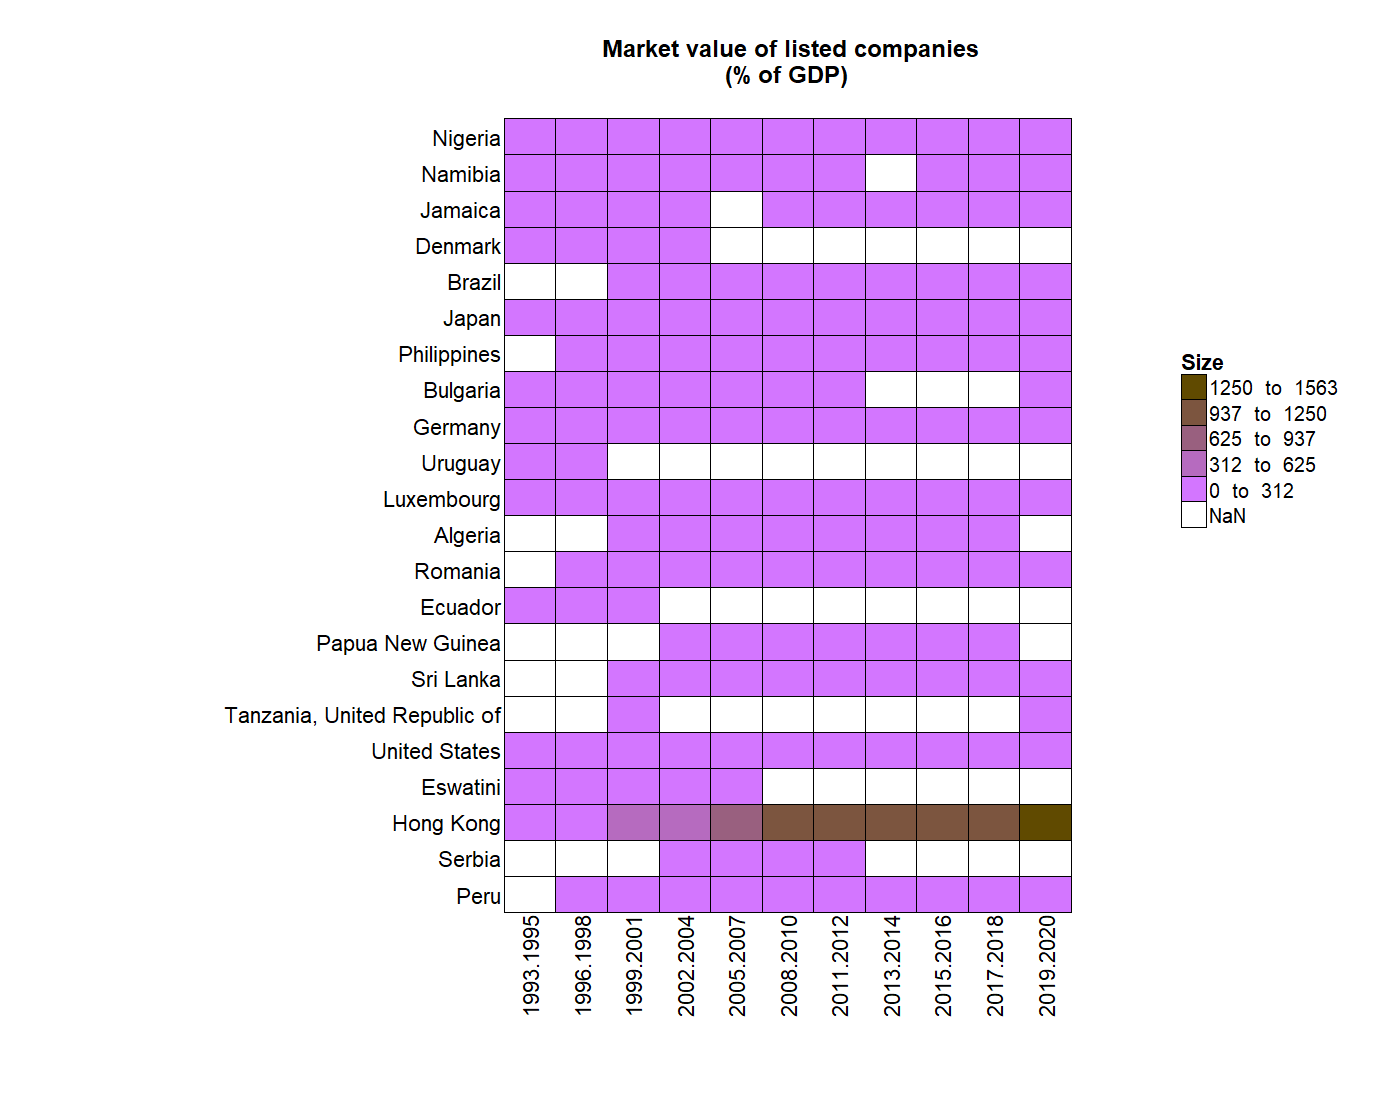 Market value of listed companies
(% of GDP)
Nigeria
Namibia
Jamaica
Denmark
Brazil
Japan
Philippines
Bulgaria
Germany
Uruguay
Luxembourg
Algeria
Romania
Ecuador
Papua New Guinea
Sri Lanka
Tanzania, United Republic of
United States
Eswatini
Hong Kong
Serbia
Peru
1993.1995
1996.1998
1999.2001
2002.2004
2005.2007
2008.2010
2011.2012
2013.2014
2015.2016
2017.2018
2019.2020
Size
1250 to 1563
937 to 1250
625 to 937
312 to 625
0 to 312
NaN